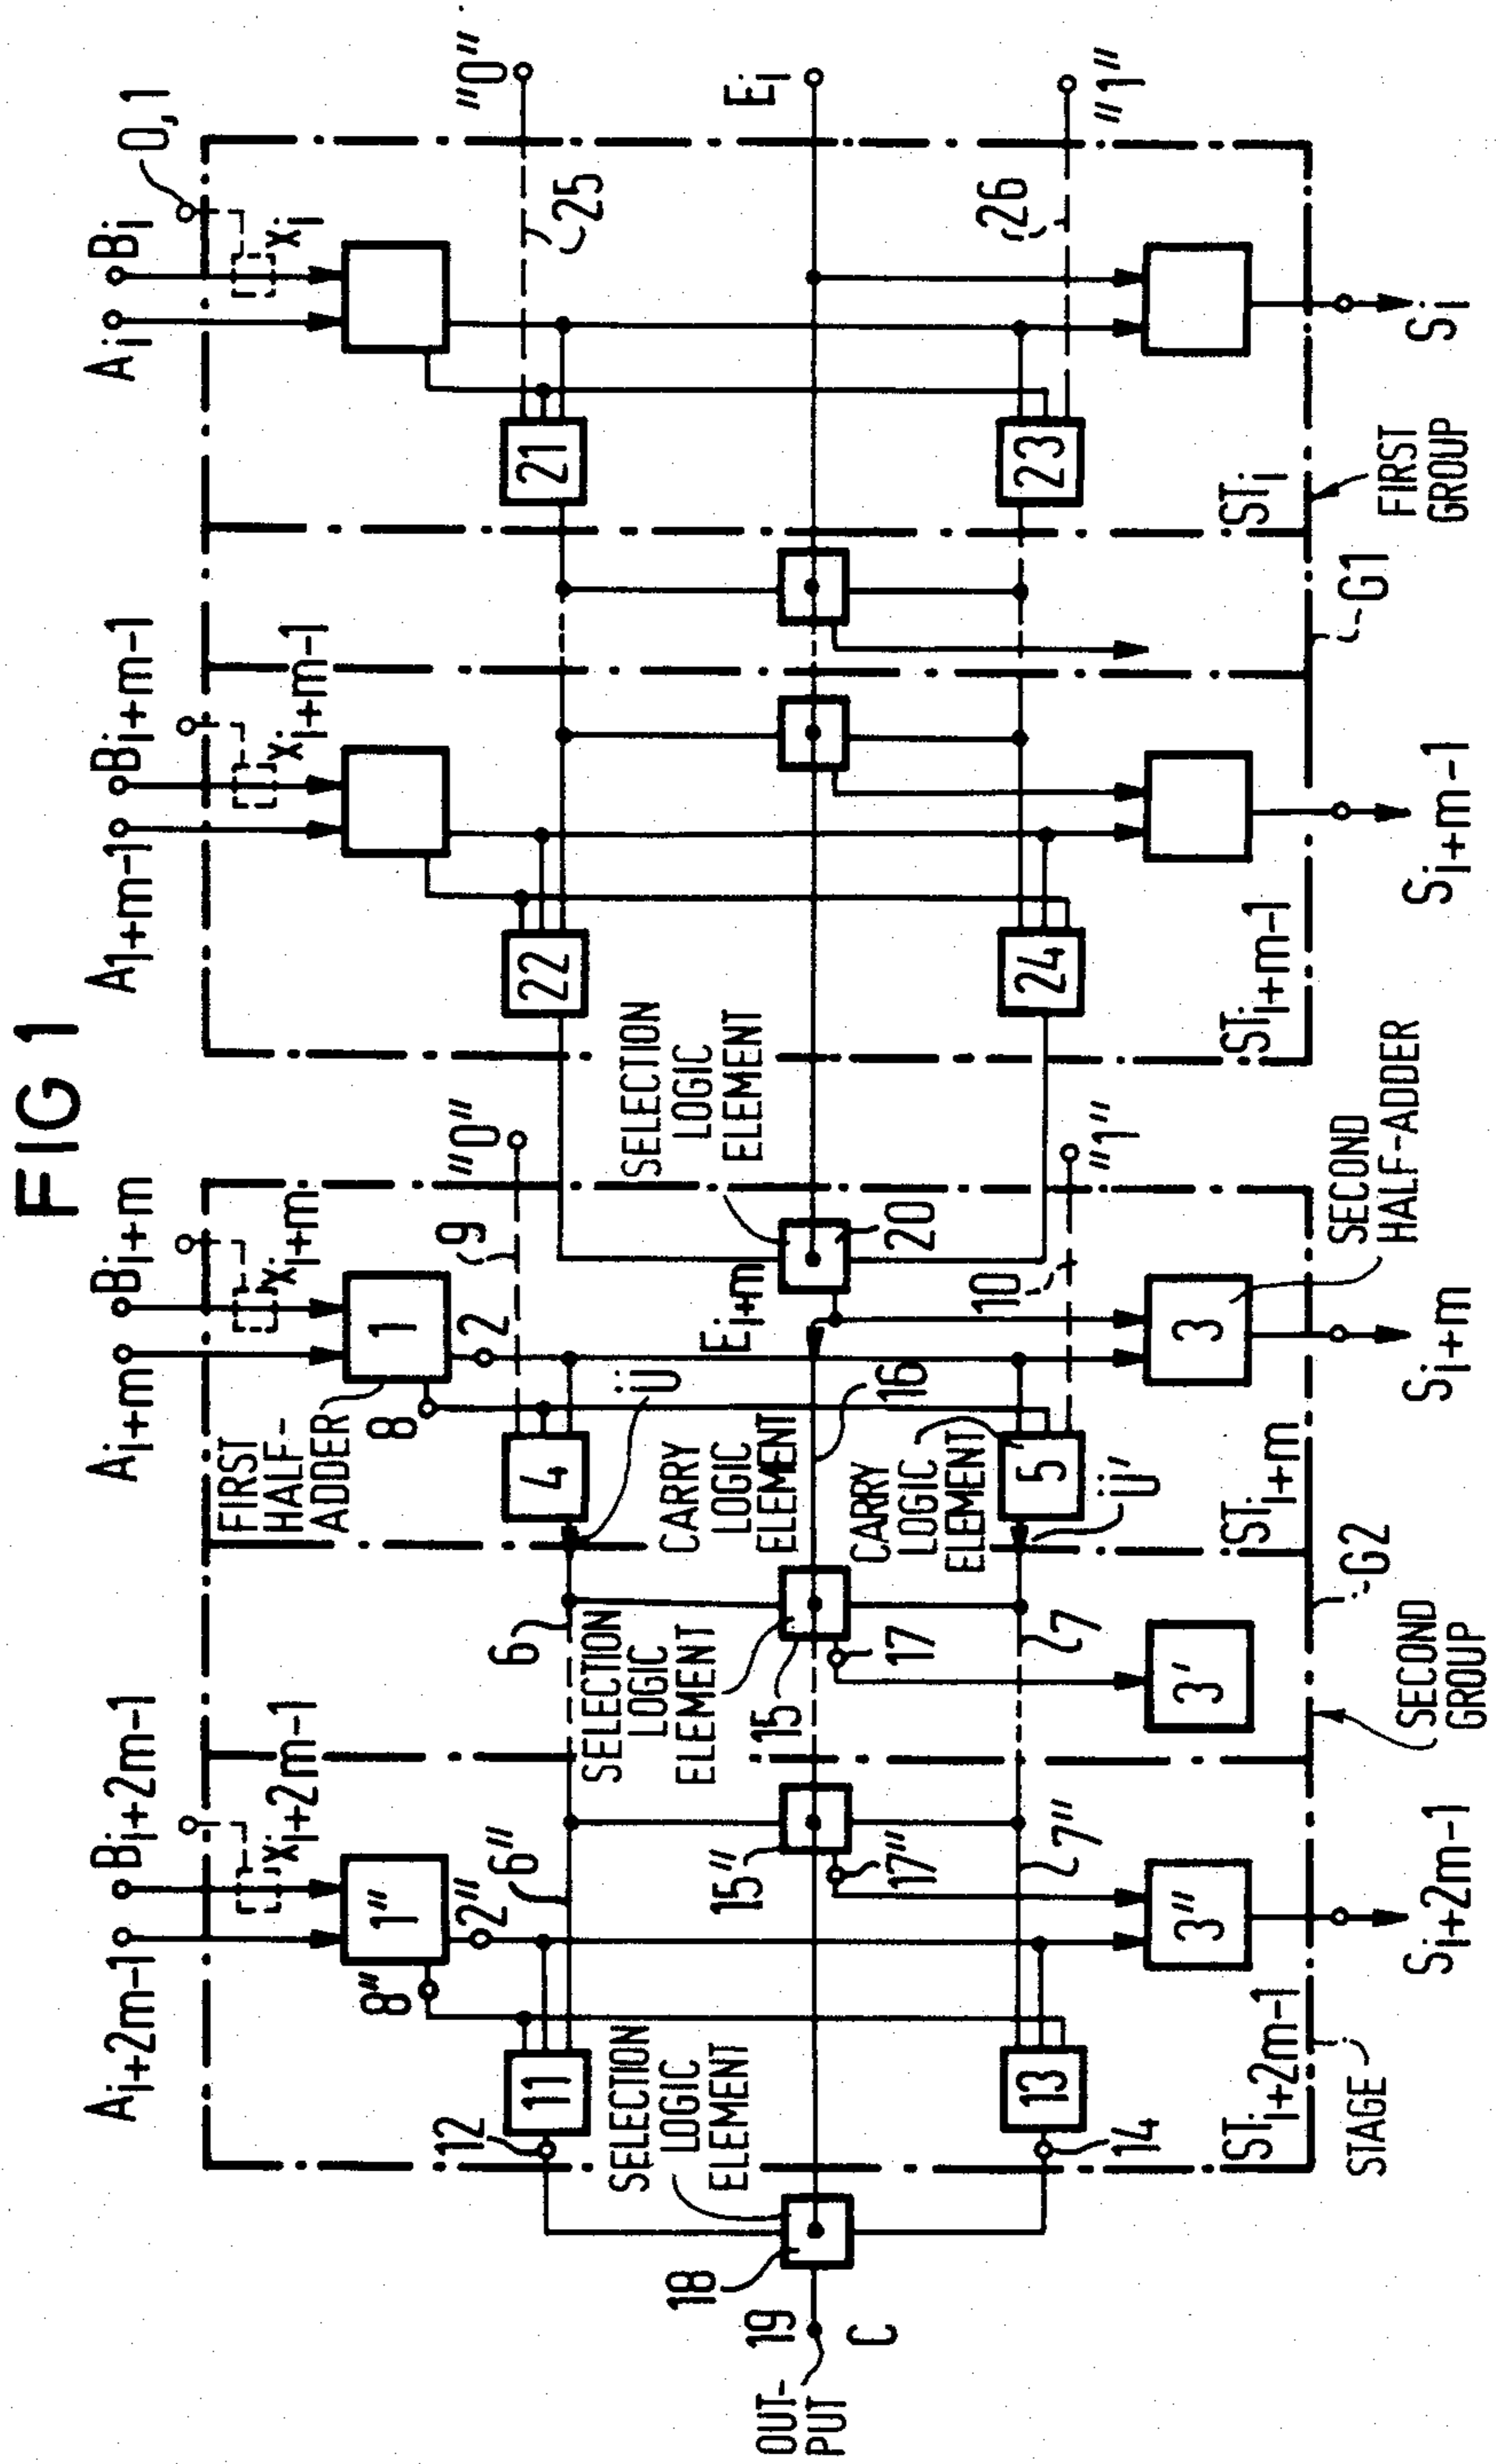 FIG 1
A_i+2m-1
B_i+2m-1
A_i+m
B_i+m
A_1+m-1
B_i+m-1
A_i
B_i
0,1
x_i+2m-1
x_i+m
x_i+m-1
x_i
FIRST
HALF-
ADDER
1"
1
8"
2"
8
2
9
"0"
"0"
25
12
11
6"
6
4
Ü
22
21
SELECTION
LOGIC
ELEMENT
SELECTION
LOGIC
ELEMENT
CARRY
LOGIC
ELEMENT
SELECTION
LOGIC
ELEMENT
OUT-
PUT
19
C
18
15"
15
E_i+m
20
E_i
17"
17
16
CARRY
LOGIC
ELEMENT
10
26
14
13
7"
7
5
Ü'
24
23
"1"
"1"
3"
3'
3
ST_i+2m-1
ST_i+m
ST_i+m-1
ST_i
STAGE
S_i+2m-1
SECOND
GROUP
G2
S_i+m
SECOND
HALF-ADDER
S_i+m-1
G1
FIRST
GROUP
S_i